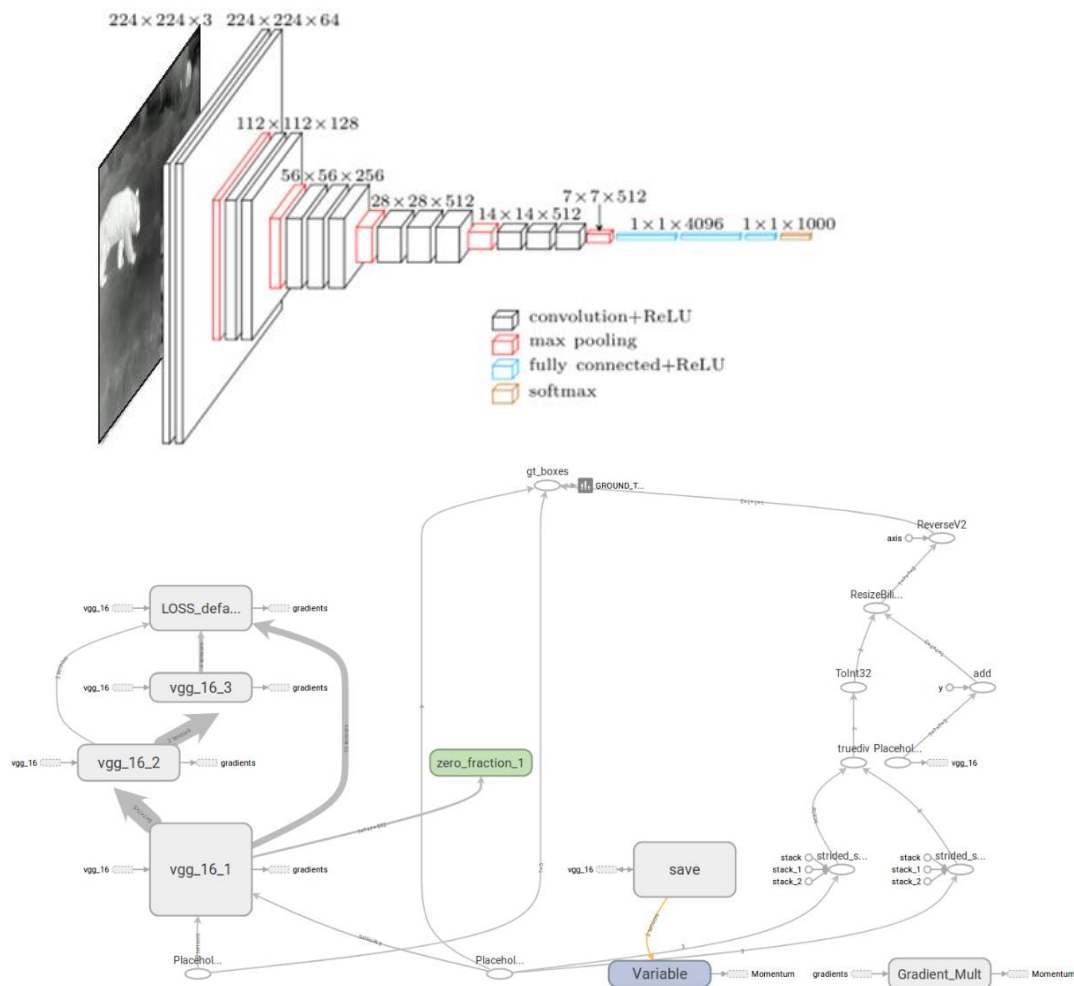 224×224×3 224×224×64
112×112×128
56×56×256
28×28×512
14×14×512
7×7×512
1×1×4096 1×1×1000
convolution+ReLU
max pooling
fully connected+ReLU
softmax
gt_boxes
GROUND_T...
ReverseV2
axis
vgg_16 LOSS_defa... gradients
ResizeBili...
vgg_16 vgg_16_3 gradients
ToInt32
y add
vgg_16 vgg_16_2 gradients
zero_fraction_1
truediv Placehol...
vgg_16
vgg_16 vgg_16_1 gradients
vgg_16 save
stack strided_s...
stack_1
stack_2
stack strided_s...
stack_1
stack_2
Placehol...
Placehol...
Variable Momentum
gradients Gradient_Mult Momentum